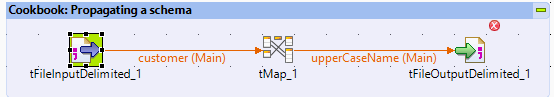 Cookbook: Propagating a schema
customer (Main)
upperCaseName (Main)
tFileInputDelimited_1
tMap_1
tFileOutputDelimited_1